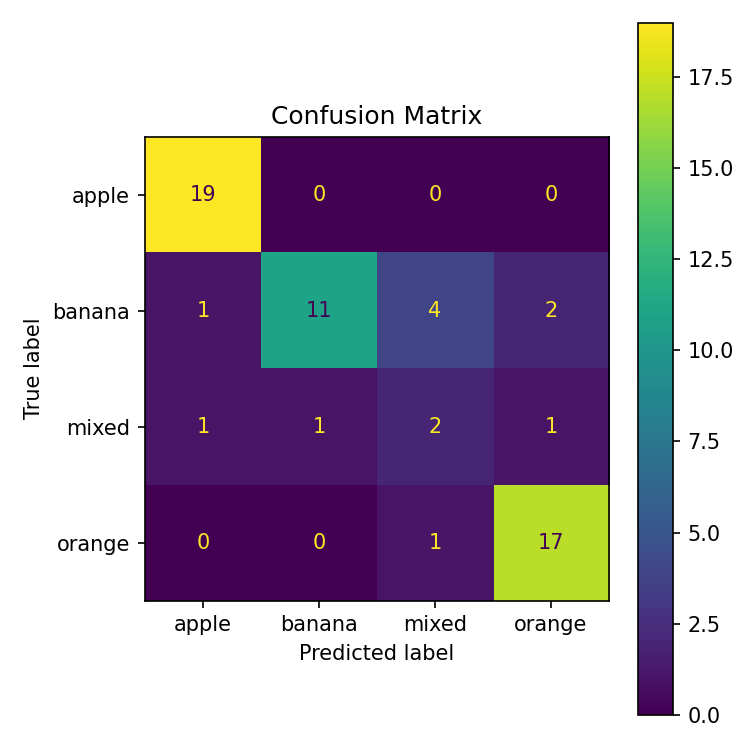 Confusion Matrix
True label
apple 19 0 0 0
banana 1 11 4 2
mixed 1 1 2 1
orange 0 0 1 17
apple banana mixed orange
Predicted label
17.5
15.0
12.5
10.0
7.5
5.0
2.5
0.0